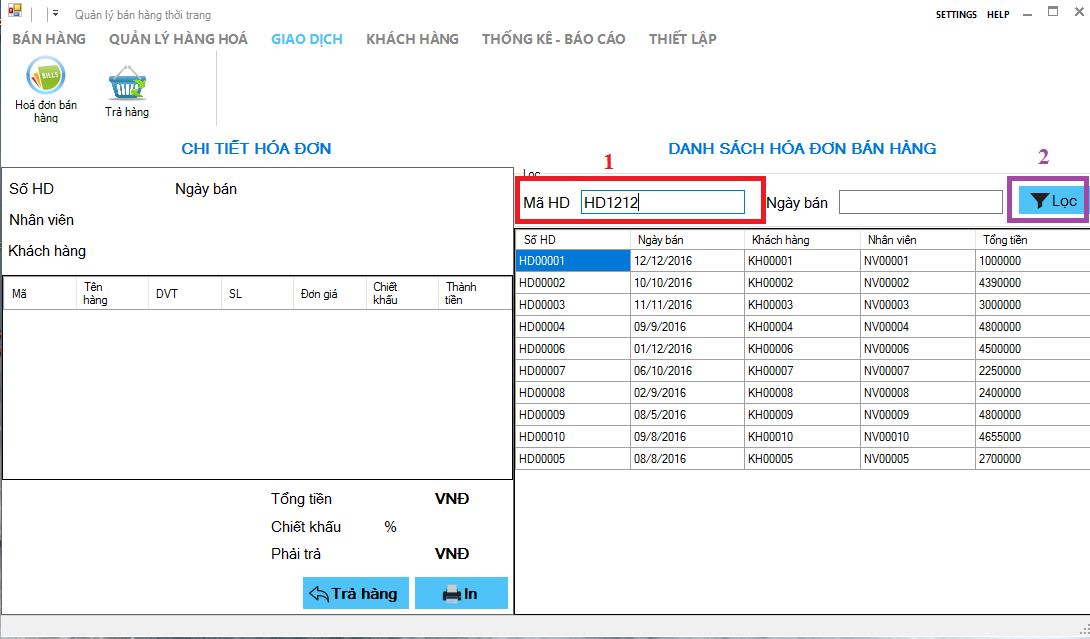 Quản lý bán hàng thời trang
SETTINGS HELP
BÁN HÀNG QUẢN LÝ HÀNG HOÁ GIAO DỊCH KHÁCH HÀNG THỐNG KÊ - BÁO CÁO THIẾT LẬP
BILLS
Hoá đơn bán
hàng
Trả hàng
CHI TIẾT HÓA ĐƠN
Số HD Ngày bán
Nhân viên
Khách hàng
Mã Tên hàng DVT SL Đơn giá Chiết khấu Thành tiền
Tổng tiền VNĐ
Chiết khấu %
Phải trả VNĐ
Trả hàng In
DANH SÁCH HÓA ĐƠN BÁN HÀNG
1 2
Lọc
Mã HD HD1212 Ngày bán Lọc
Số HD Ngày bán Khách hàng Nhân viên Tổng tiền
HD00001 12/12/2016 KH00001 NV00001 1000000
HD00002 10/10/2016 KH00002 NV00002 4390000
HD00003 11/11/2016 KH00003 NV00003 3000000
HD00004 09/9/2016 KH00004 NV00004 4800000
HD00006 01/12/2016 KH00006 NV00006 4500000
HD00007 06/10/2016 KH00007 NV00007 2250000
HD00008 02/9/2016 KH00008 NV00008 2400000
HD00009 08/5/2016 KH00009 NV00009 4800000
HD00010 09/8/2016 KH00010 NV00010 4655000
HD00005 08/8/2016 KH00005 NV00005 2700000